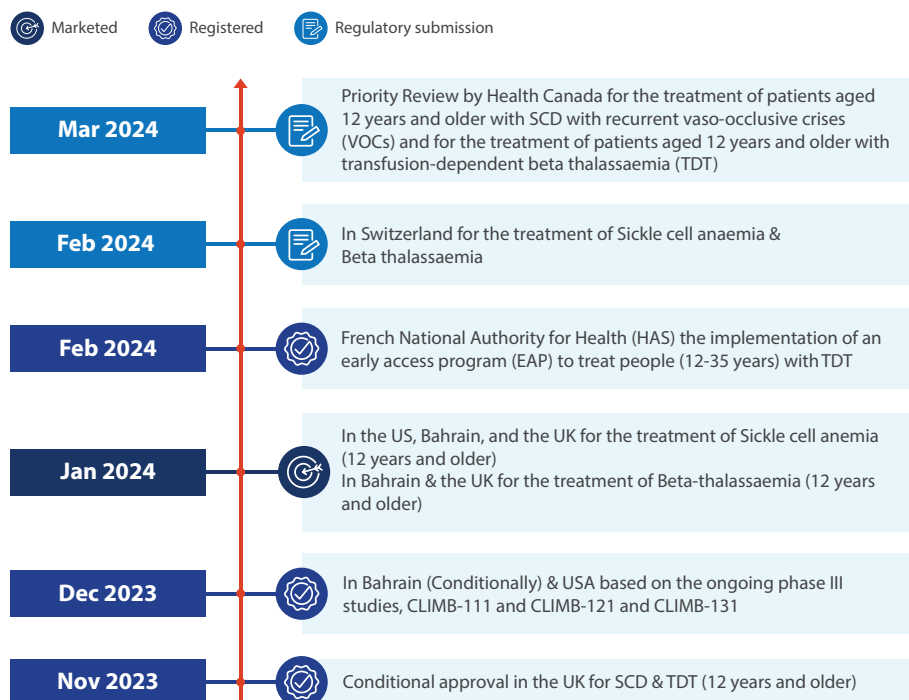 Marketed
Registered
Regulatory submission
Mar 2024
Priority Review by Health Canada for the treatment of patients aged
12 years and older with SCD with recurrent vaso-occlusive crises
(VOCs) and for the treatment of patients aged 12 years and older with
transfusion-dependent beta thalassaemia (TDT)
Feb 2024
In Switzerland for the treatment of Sickle cell anaemia &
Beta thalassaemia
Feb 2024
French National Authority for Health (HAS) the implementation of an
early access program (EAP) to treat people (12-35 years) with TDT
Jan 2024
In the US, Bahrain, and the UK for the treatment of Sickle cell anemia
(12 years and older)
In Bahrain & the UK for the treatment of Beta-thalassaemia (12 years
and older)
Dec 2023
In Bahrain (Conditionally) & USA based on the ongoing phase III
studies, CLIMB-111 and CLIMB-121 and CLIMB-131
Nov 2023
Conditional approval in the UK for SCD & TDT (12 years and older)